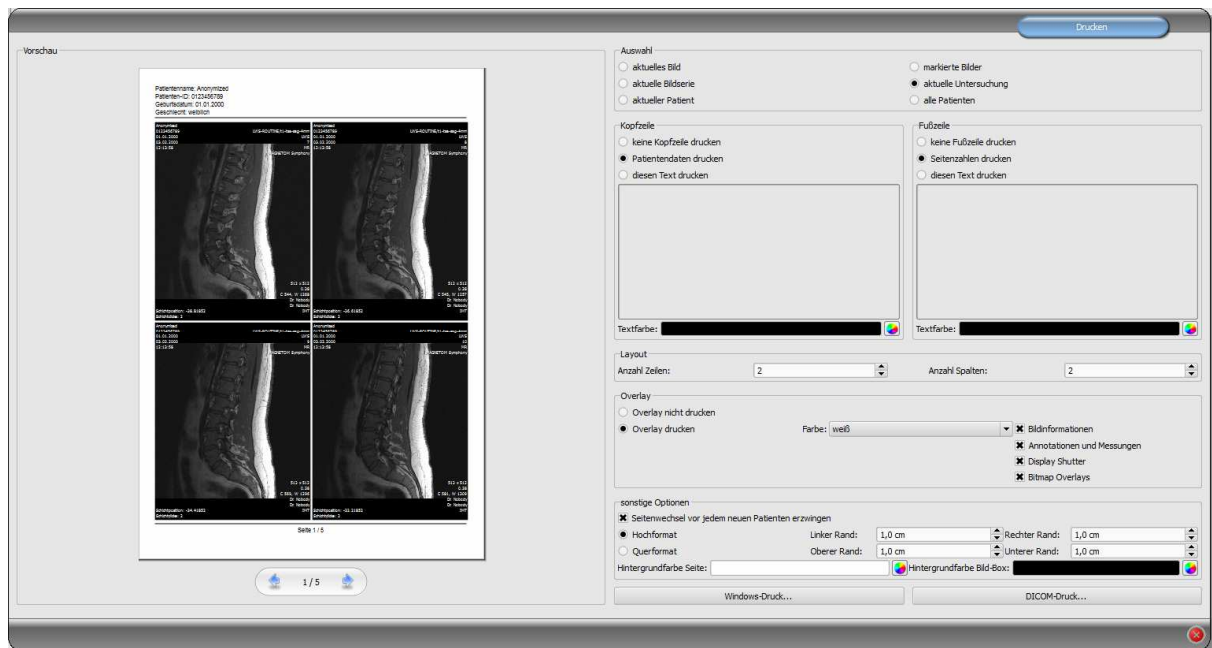 Drucken
Vorschau
Patientenname: Anonymized
Patienten-ID: 0123456789
Geburtsdatum: 01.01.2000
Geschlecht: weiblich
Seite 1 / 5
1 / 5
Auswahl
aktuelles Bild
markierte Bilder
aktuelle Bildserie
aktuelle Untersuchung
aktueller Patient
alle Patienten
Kopfzeile
keine Kopfzeile drucken
Patientendaten drucken
diesen Text drucken
Textfarbe:
Fußzeile
keine Fußzeile drucken
Seitenzahlen drucken
diesen Text drucken
Textfarbe:
Layout
Anzahl Zeilen: 2 Anzahl Spalten: 2
Overlay
Overlay nicht drucken
Overlay drucken Farbe: weiß Bildinformationen
Annotationen und Messungen
Display Shutter
Bitmap Overlays
sonstige Optionen
Seitenwechsel vor jedem neuen Patienten erzwingen
Hochformat Linker Rand: 1,0 cm Rechter Rand: 1,0 cm
Querformat Oberer Rand: 1,0 cm Unterer Rand: 1,0 cm
Hintergrundfarbe Seite: Hintergrundfarbe Bild-Box:
Windows-Druck... DICOM-Druck...